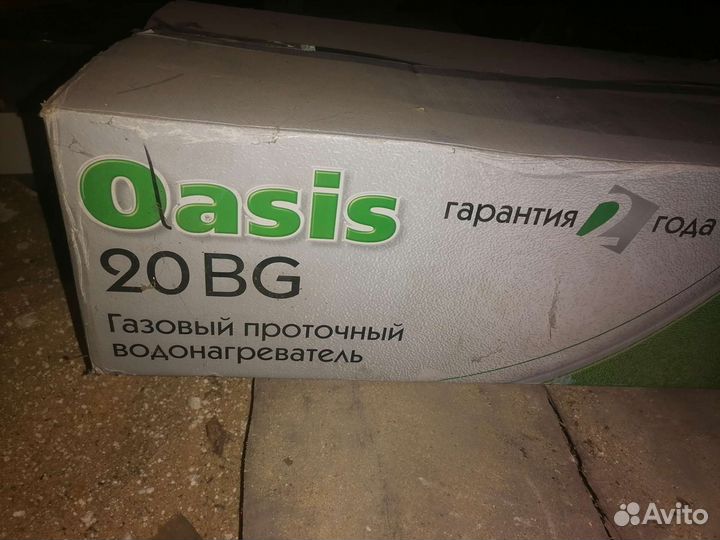 Oasis
20 BG
Газовый проточный
водонагреватель
гарантия 2 года
Avito